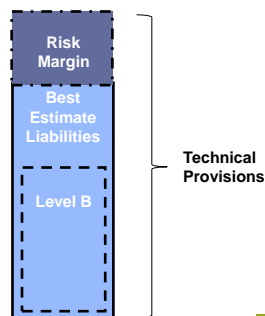 Risk
Margin
Best
Estimate
Liabilities
Level B
Technical
Provisions